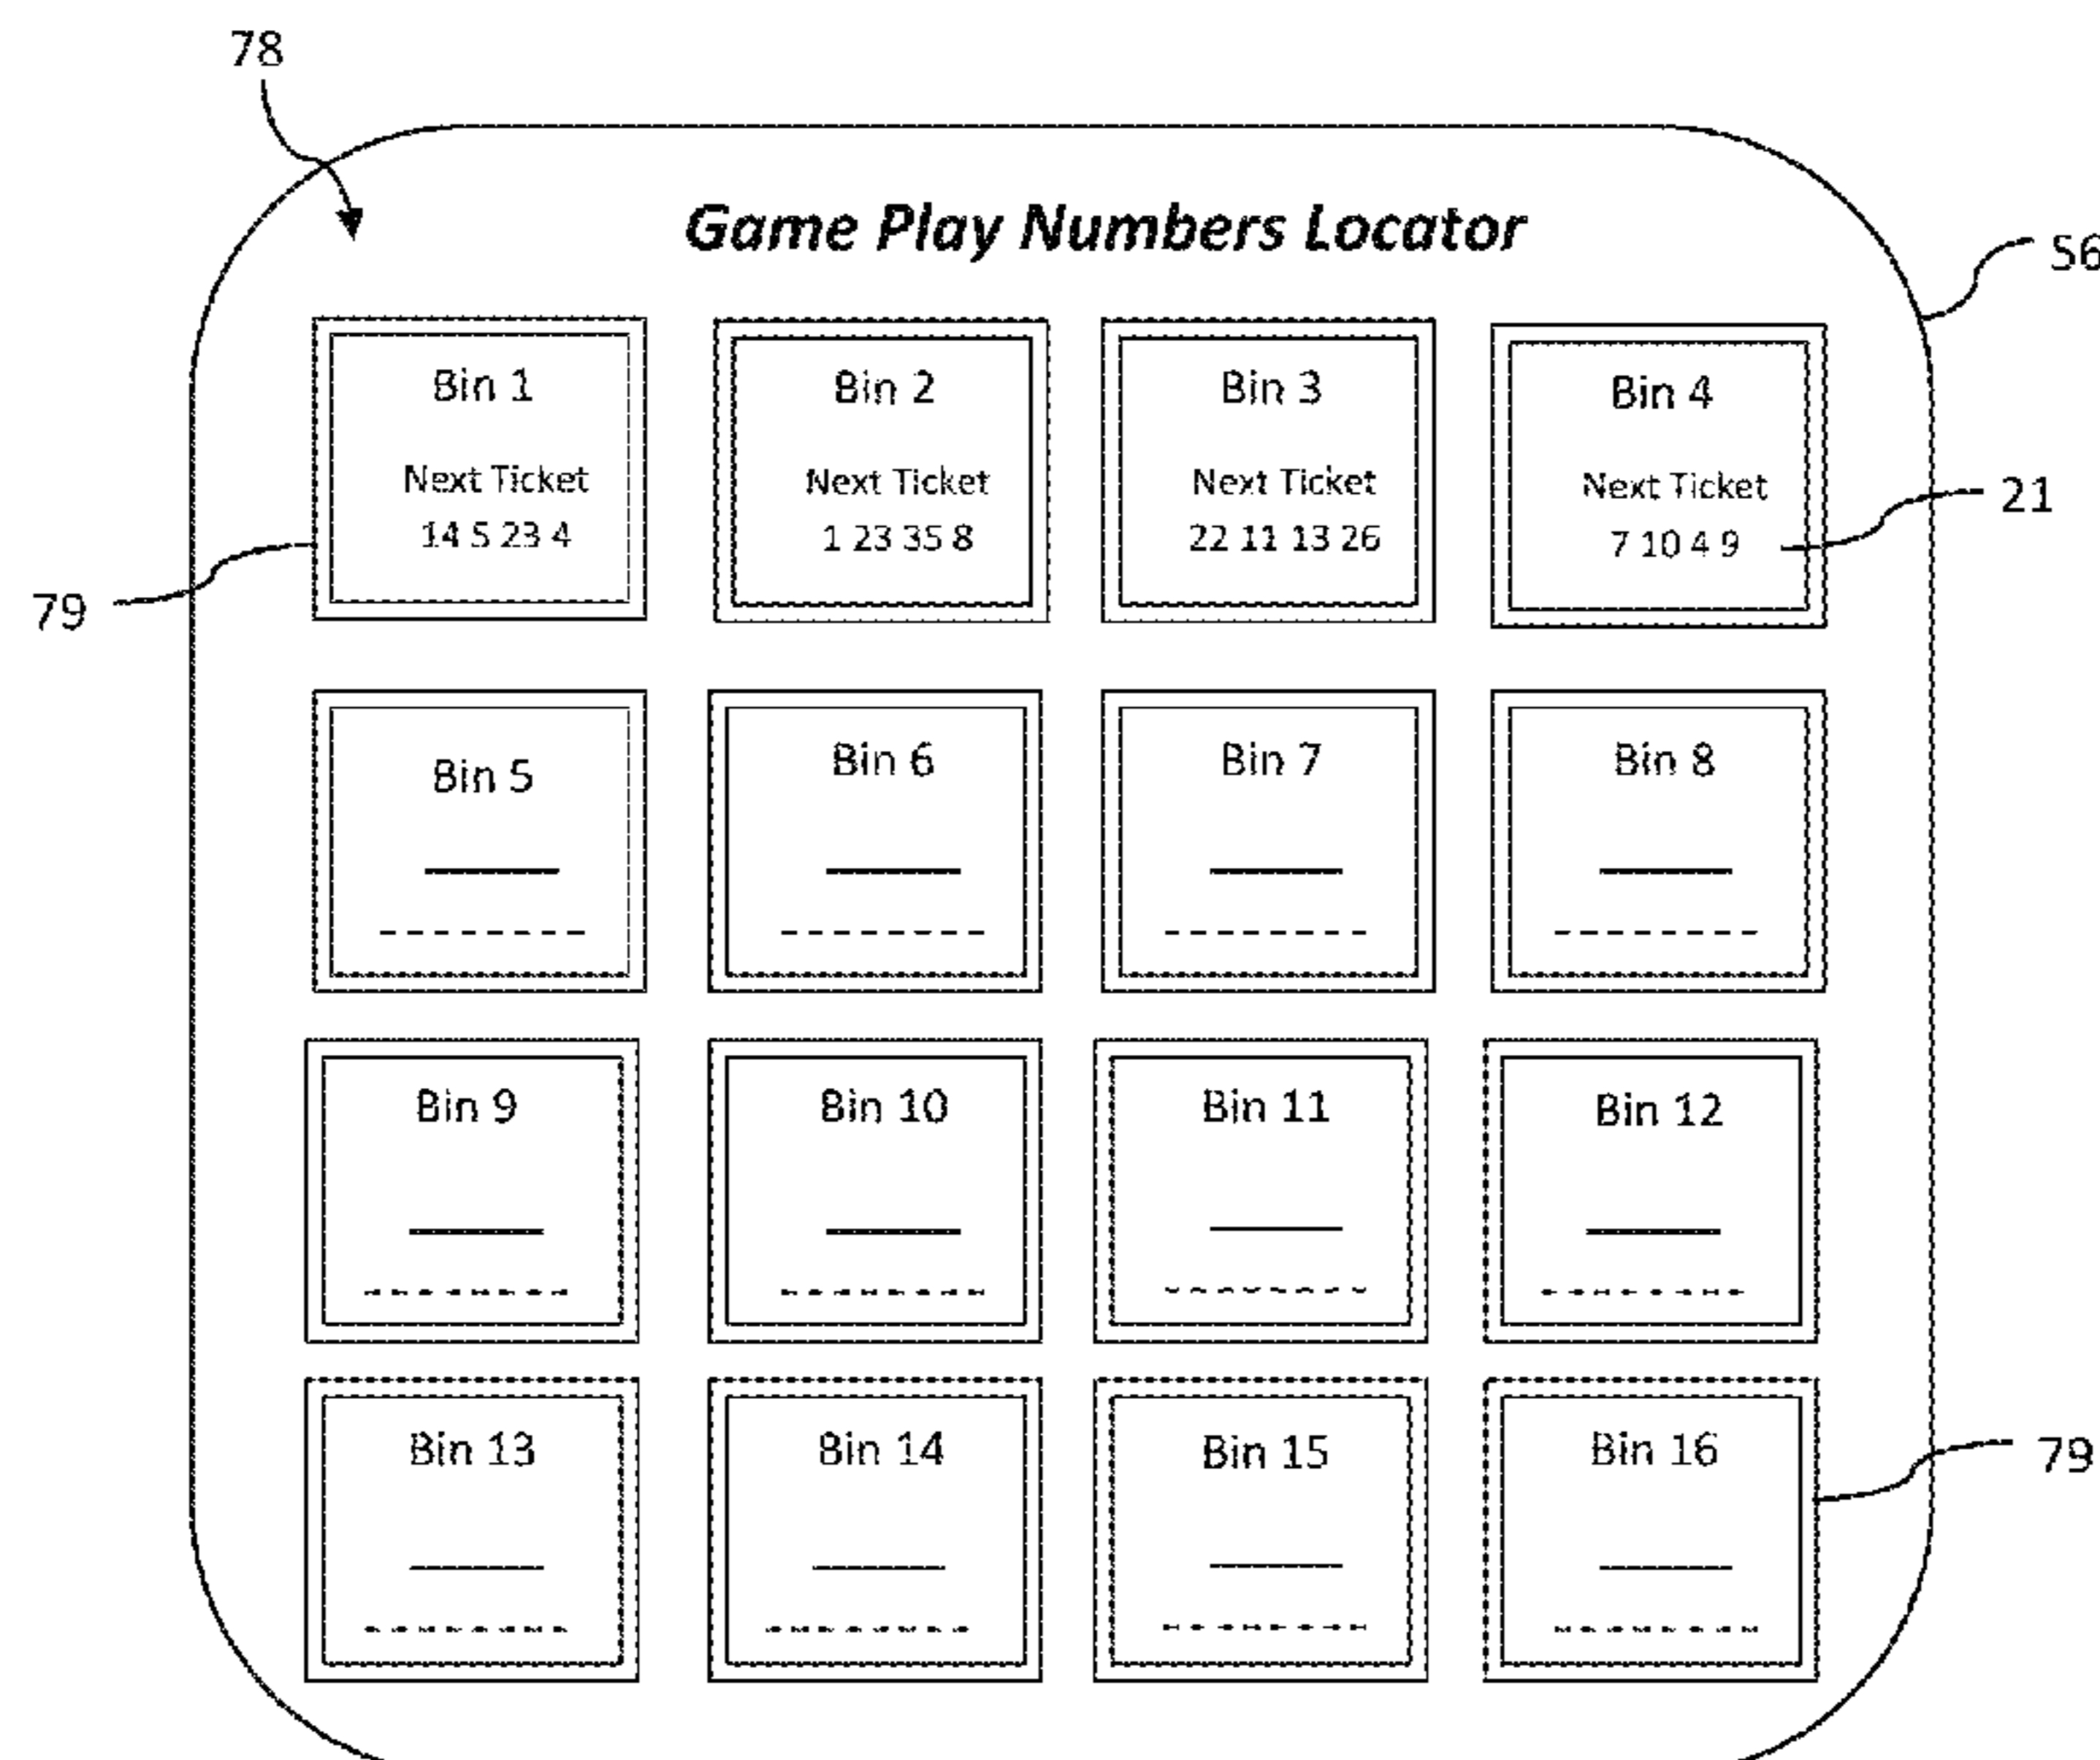 78
Game Play Numbers Locator
56
Bin 1 Bin 2 Bin 3 Bin 4
Next Ticket Next Ticket Next Ticket Next Ticket
21
14 5 23 4 1 23 35 8 22 11 13 26 7 10 4 9
79
Bin 5 Bin 6 Bin 7 Bin 8
Bin 9 Bin 10 Bin 11 Bin 12
Bin 13 Bin 14 Bin 15 Bin 16
79